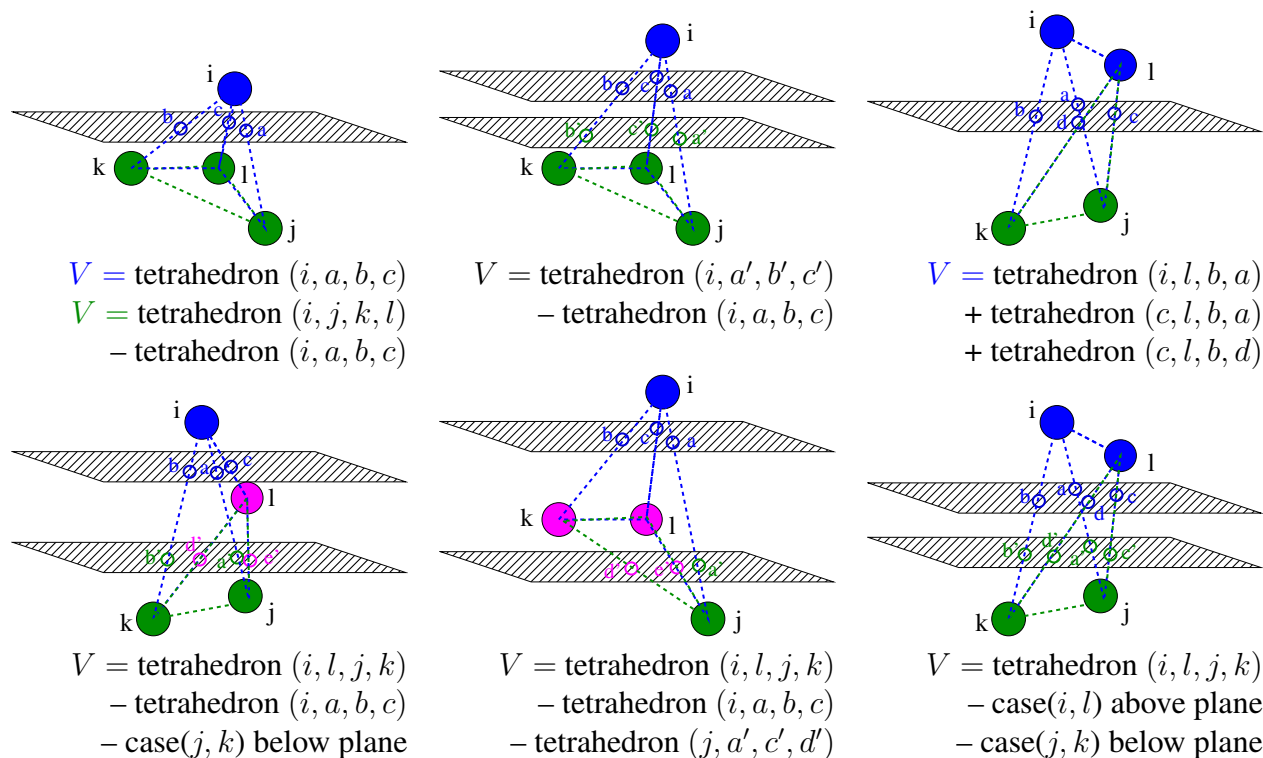 i
b
c
a
k
l
j
V = tetrahedron (i, a, b, c)
V = tetrahedron (i, j, k, l)
– tetrahedron (i, a, b, c)
i
b
c
a
b'
c'
a'
k
l
j
V = tetrahedron (i, a′, b′, c′)
– tetrahedron (i, a, b, c)
i
l
b
a
d
c
k
j
V = tetrahedron (i, l, b, a)
+ tetrahedron (c, l, b, a)
+ tetrahedron (c, l, b, d)
i
b
a
c
l
b'
d'
a'
e'
k
j
V = tetrahedron (i, l, j, k)
– tetrahedron (i, a, b, c)
– case(j, k) below plane
i
b
c
a
k
l
d'
e'
a'
j
V = tetrahedron (i, l, j, k)
– tetrahedron (i, a, b, c)
– tetrahedron (j, a′, c′, d′)
i
l
b
a
d
c
b'
d'
a'
c'
k
j
V = tetrahedron (i, l, j, k)
– case(i, l) above plane
– case(j, k) below plane